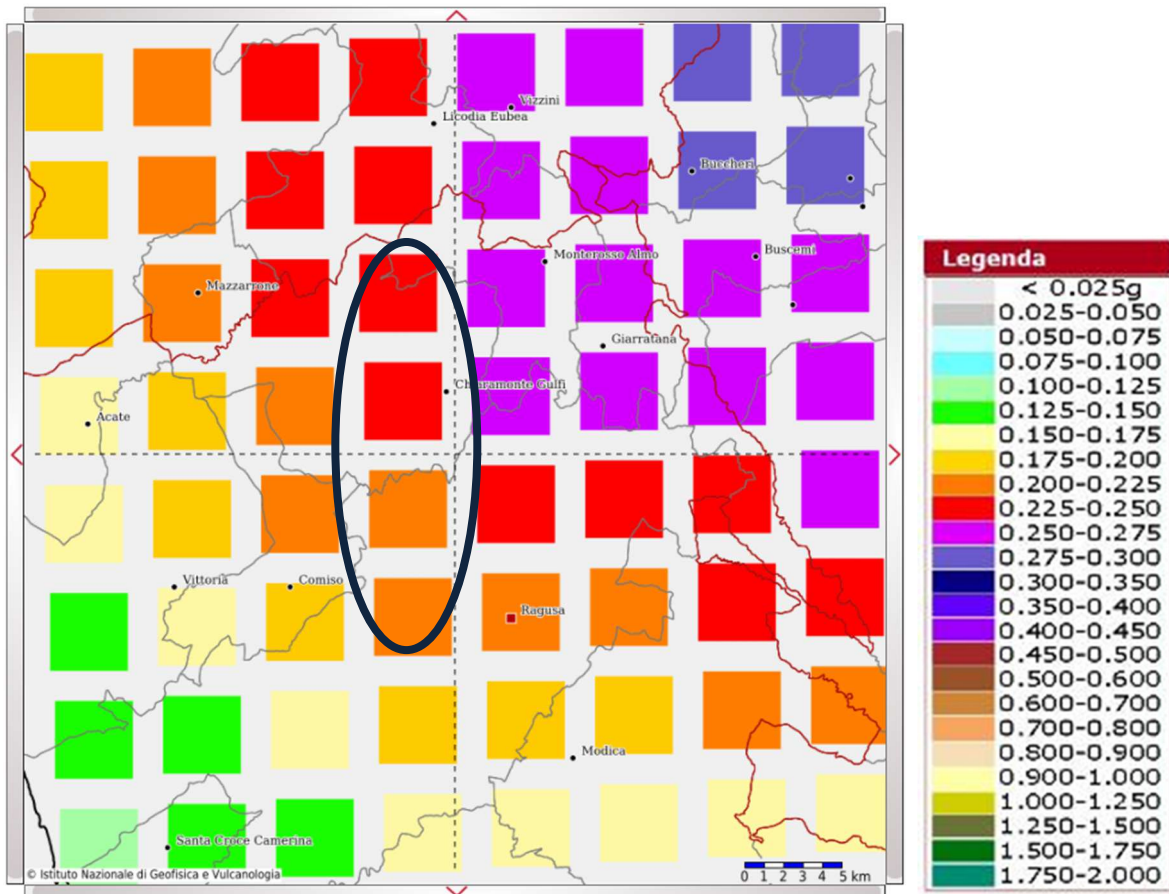 Vizzini
Licodia Eubea
Buccheri
Monterosso Almo
Buscemi
Mazzarrone
Giarratana
Chiaramonte Gulfi
Acate
Vittoria
Comiso
Ragusa
Modica
Santa Croce Camerina
© Istituto Nazionale di Geofisica e Vulcanologia
0 1 2 3 4 5 km
Legenda
< 0.025g
0.025-0.050
0.050-0.075
0.075-0.100
0.100-0.125
0.125-0.150
0.150-0.175
0.175-0.200
0.200-0.225
0.225-0.250
0.250-0.275
0.275-0.300
0.300-0.350
0.350-0.400
0.400-0.450
0.450-0.500
0.500-0.600
0.600-0.700
0.700-0.800
0.800-0.900
0.900-1.000
1.000-1.250
1.250-1.500
1.500-1.750
1.750-2.000